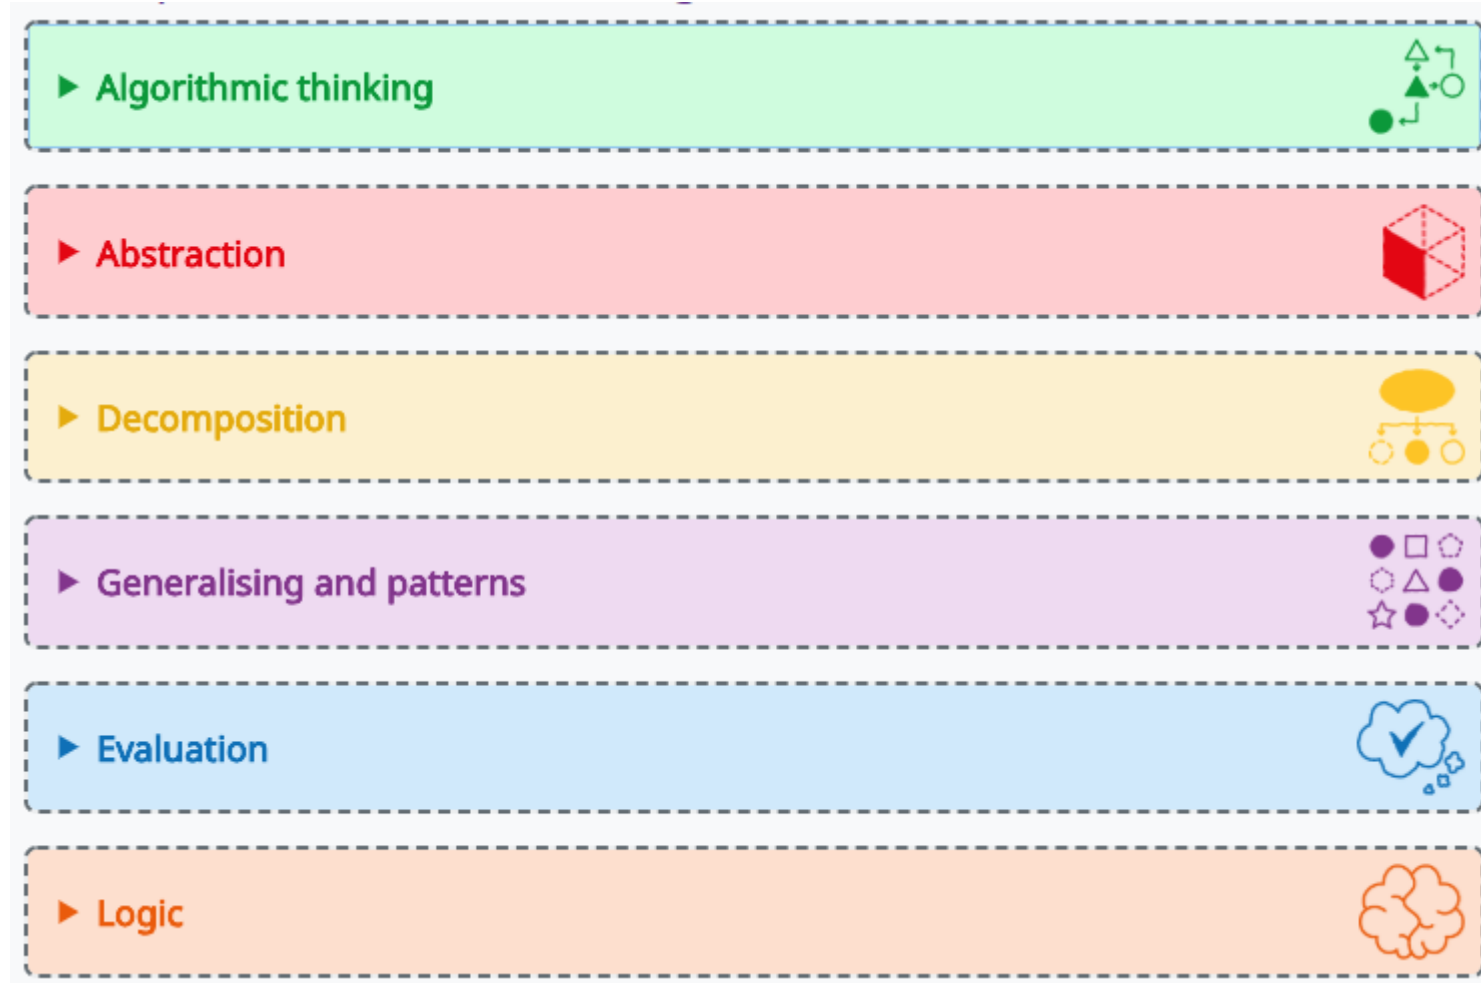 Algorithmic thinking
Abstraction
Decomposition
Generalising and patterns
Evaluation
Logic